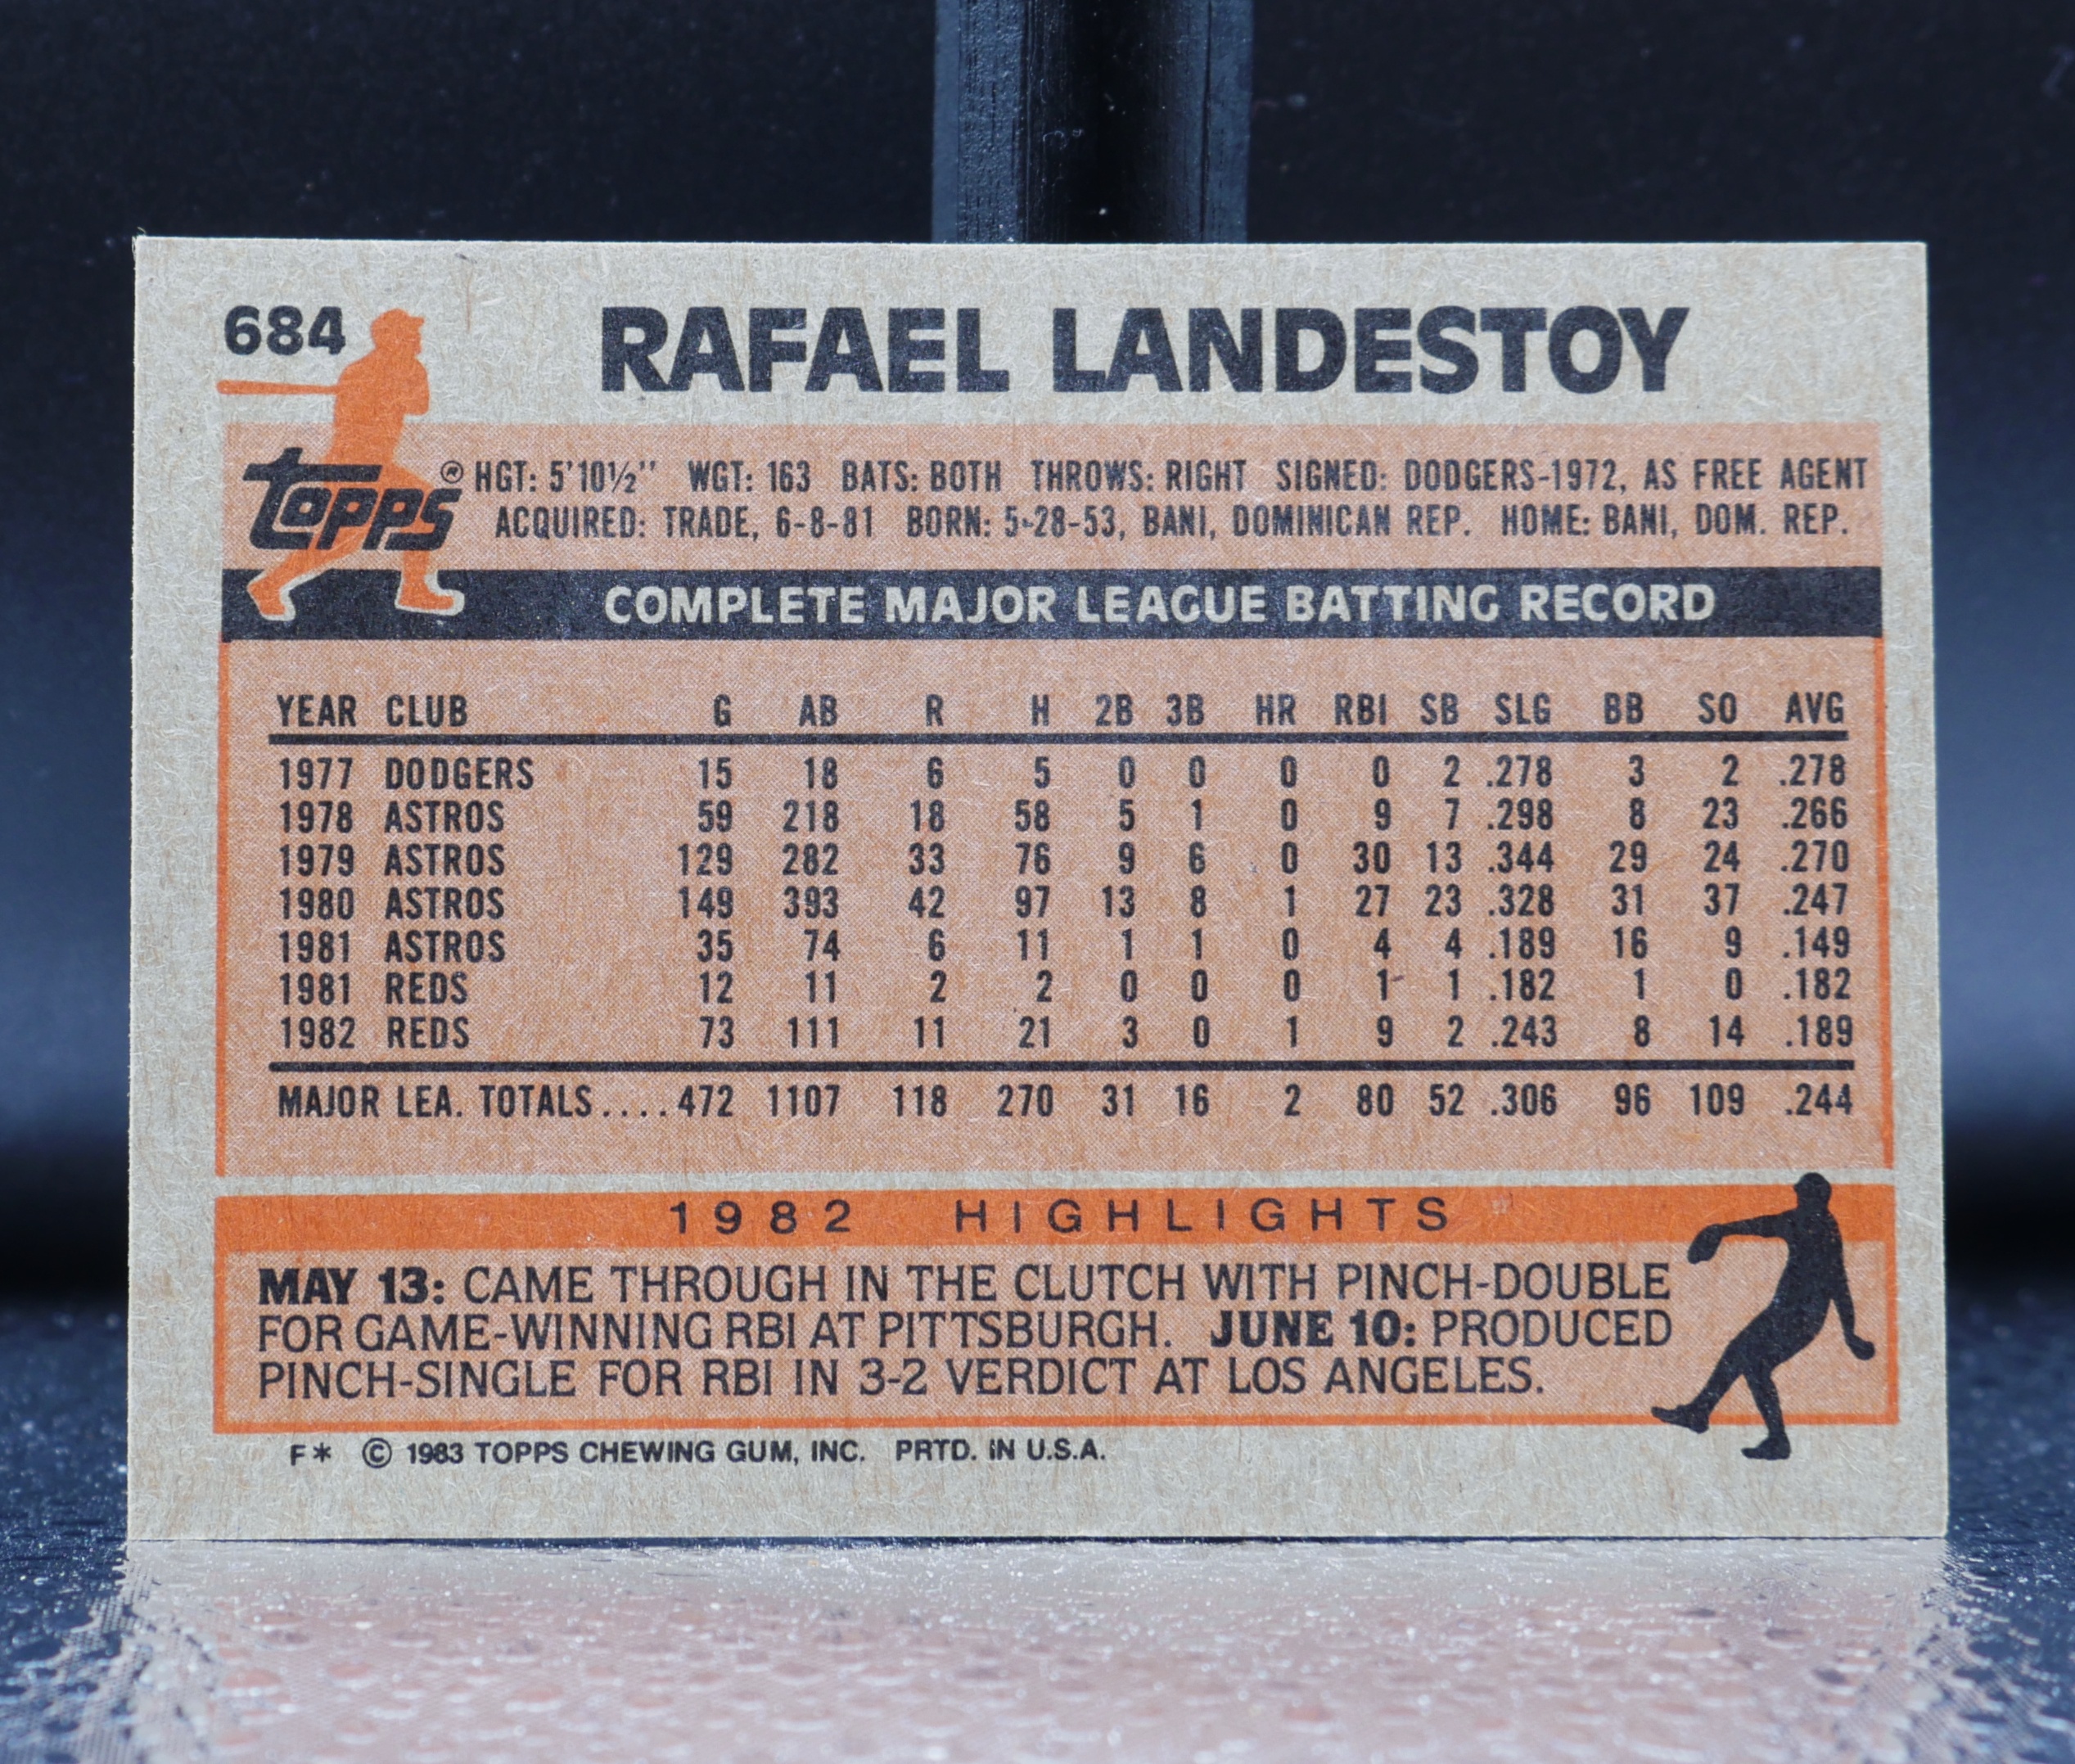 684
RAFAEL LANDESTOY
Topps® HGT: 5'10½" WGT: 163 BATS: BOTH THROWS: RIGHT SIGNED: DODGERS-1972, AS FREE AGENT
ACQUIRED: TRADE, 6-8-81 BORN: 5-28-53, BANI, DOMINICAN REP. HOME: BANI, DOM. REP.
COMPLETE MAJOR LEAGUE BATTING RECORD
YEAR CLUB G AB R H 2B 3B HR RBI SB SLG BB SO AVG
1977 DODGERS 15 18 6 5 0 0 0 0 2 .278 3 2 .278
1978 ASTROS 59 218 18 58 5 1 0 9 7 .298 8 23 .266
1979 ASTROS 129 282 33 76 9 6 0 30 13 .344 29 24 .270
1980 ASTROS 149 393 42 97 13 8 1 27 23 .328 31 37 .247
1981 ASTROS 35 74 6 11 1 1 0 4 4 .189 16 9 .149
1981 REDS 12 11 2 2 0 0 0 1 1 .182 1 0 .182
1982 REDS 73 111 11 21 3 0 1 9 2 .243 8 14 .189
MAJOR LEA. TOTALS....472 1107 118 270 31 16 2 80 52 .306 96 109 .244
1982 HIGHLIGHTS
MAY 13: CAME THROUGH IN THE CLUTCH WITH PINCH-DOUBLE
FOR GAME-WINNING RBI AT PITTSBURGH. JUNE 10: PRODUCED
PINCH-SINGLE FOR RBI IN 3-2 VERDICT AT LOS ANGELES.
F* © 1983 TOPPS CHEWING GUM, INC. PRTD. IN U.S.A.